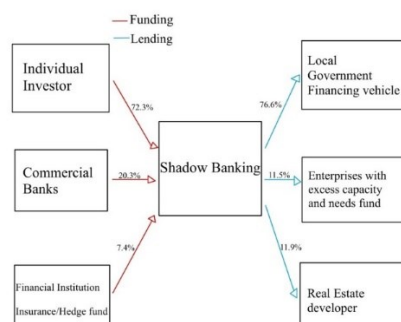 Funding
Lending
Individual
Investor
72.3%
Commercial
Banks
20.3%
Financial Institution
Insurance/Hedge fund
7.4%
Shadow Banking
76.6%
Local
Government
Financing vehicle
11.5%
Enterprises with
excess capacity
and needs fund
11.9%
Real Estate
developer